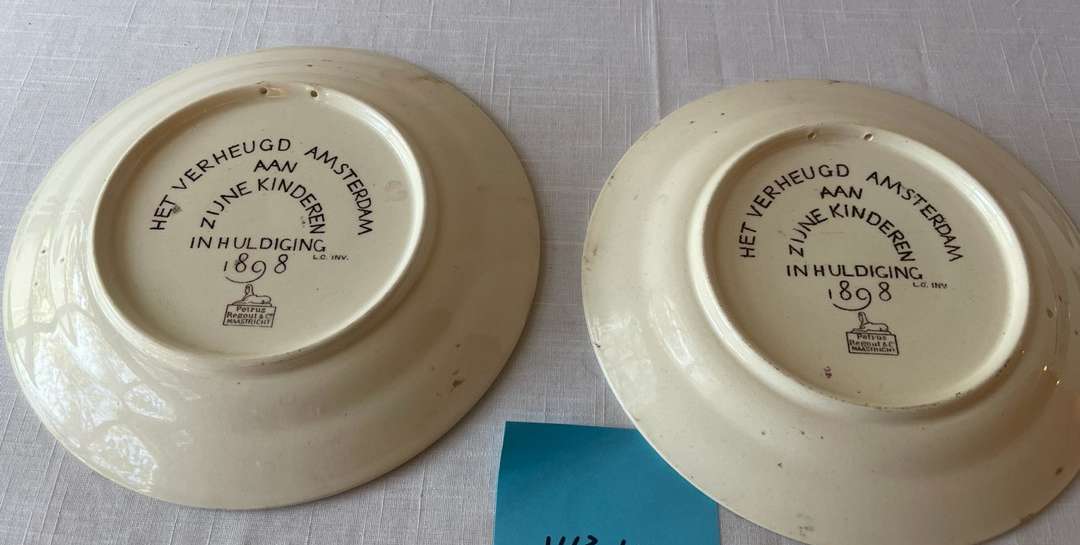 HET VERHEUGD AMSTERDAM
AAN
ZIJNE KINDEREN
IN HULDIGING
1898
L.C. INV.
Petrus
Regout & Co
MAASTRICHT
HET VERHEUGD AMSTERDAM
AAN
ZIJNE KINDEREN
IN HULDIGING
1898
L.C. INV.
Petrus
Regout & Co
MAASTRICHT